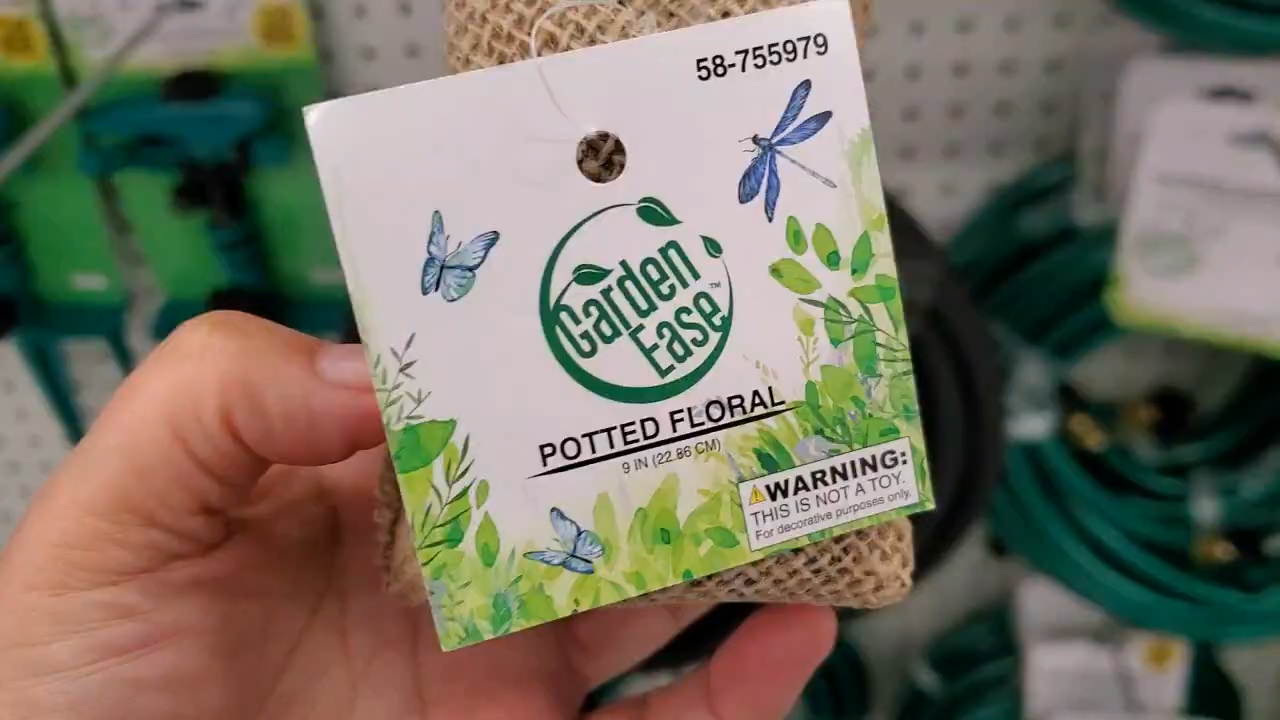 58-755979
Garden
Ease™
POTTED FLORAL
9 IN (22.86 CM)
⚠WARNING:
THIS IS NOT A TOY.
For decorative purposes only.